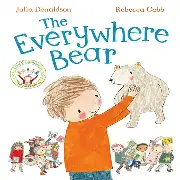 Julia Donaldson Rebecca Cobb
The
Everywhere
Bear